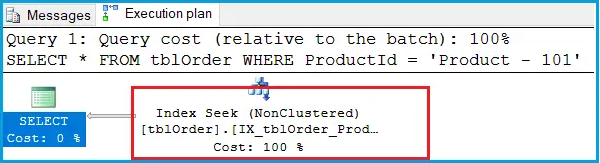 Messages Execution plan
Query 1: Query cost (relative to the batch): 100%
SELECT * FROM tblOrder WHERE ProductId = 'Product - 101'
SELECT
Cost: 0 %
Index Seek (NonClustered)
[tblOrder].[IX_tblOrder_Prod…
Cost: 100 %